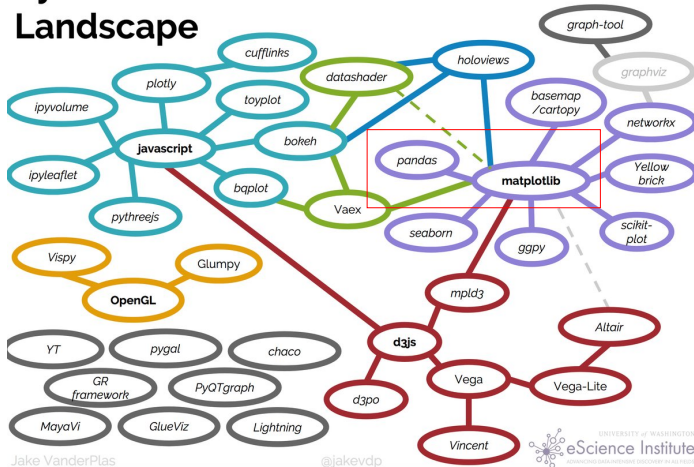 Landscape
graph-tool
cufflinks
holoviews
datashader
plotly
graphviz
ipyvolume
toyplot
basemap
/cartopy
networkx
bokeh
javascript
pandas
matplotlib
Yellow
brick
ipyleaflet
bqplot
Vaex
pythreejs
seaborn
ggpy
scikit-
plot
Vispy
Glumpy
OpenGL
mpld3
Altair
YT
pygal
chaco
d3js
GR
framework
PyQTgraph
d3po
Vega
Vega-Lite
MayaVi
GlueViz
Lightning
Vincent
UNIVERSITY of WASHINGTON
eScience Institute
Jake VanderPlas
@jakevdp